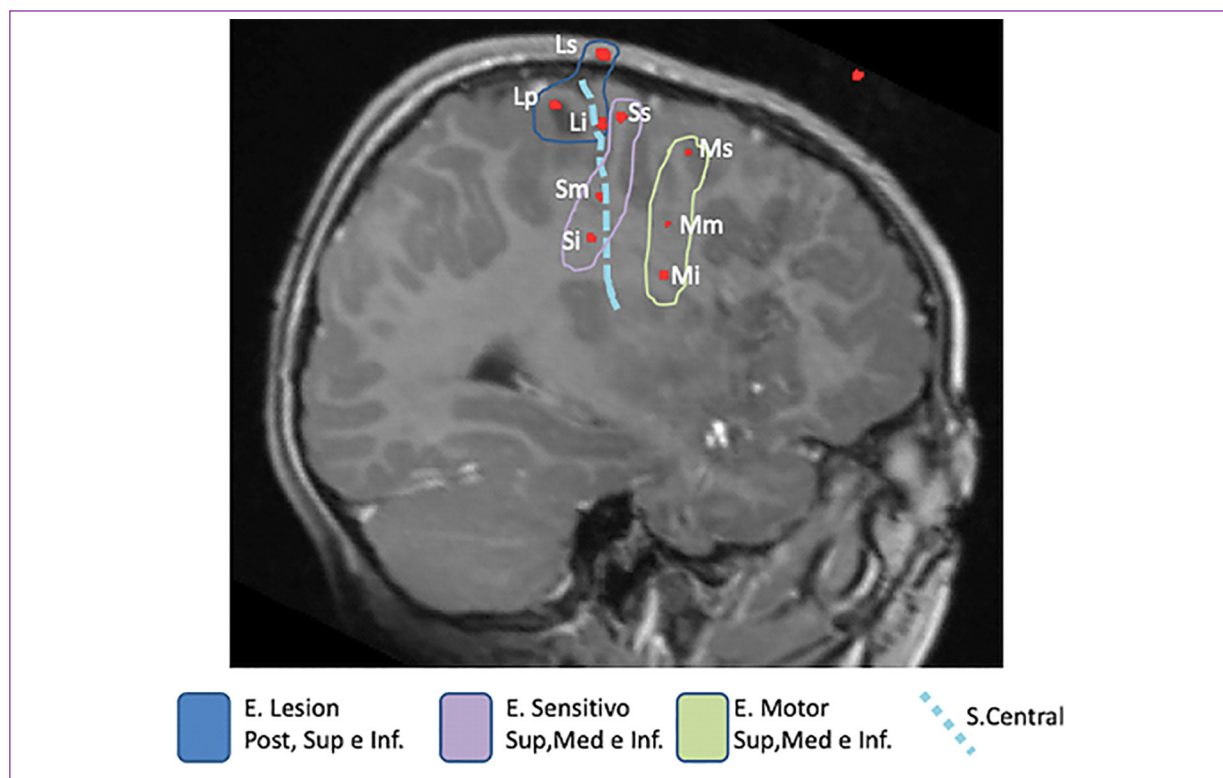 Ls
Lp
Li
Ss
Ms
Sm
Mm
Si
Mi
E. Lesion
Post, Sup e Inf.
E. Sensitivo
Sup,Med e Inf.
E. Motor
Sup,Med e Inf.
S.Central